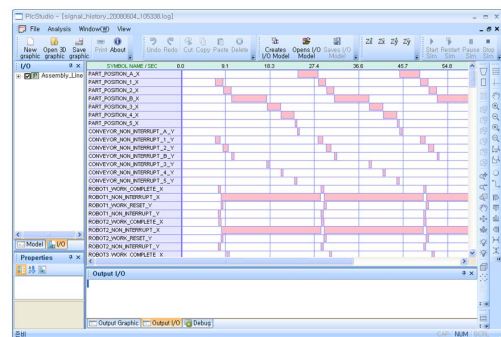 PlcStudio - [signal_history_20080604_105338.log]
File Analysis Window(W) View
New graphic Open 3D graphic Save graphic Print About Undo Redo Cut Copy Paste Delete Creates I/O Model Opens I/O Model Saves I/O Model Start Sim Restart Sim Pause Sim Stop Sim
I/O
Assembly_Line
SYMBOL NAME / SEC 0.0 9.1 18.3 27.4 36.6 45.7 54.8
PART_POSITION_A_X
PART_POSITION_1_X
PART_POSITION_2_X
PART_POSITION_B_X
PART_POSITION_3_X
PART_POSITION_4_X
PART_POSITION_5_X
CONVEYOR_NON_INTERRUPT_A_Y
CONVEYOR_NON_INTERRUPT_1_Y
CONVEYOR_NON_INTERRUPT_2_Y
CONVEYOR_NON_INTERRUPT_B_Y
CONVEYOR_NON_INTERRUPT_3_Y
CONVEYOR_NON_INTERRUPT_4_Y
CONVEYOR_NON_INTERRUPT_5_Y
ROBOT1_WORK_COMPLETE_X
ROBOT1_NON_INTERRUPT_X
ROBOT1_WORK_RESET_Y
ROBOT1_NON_INTERRUPT_Y
ROBOT2_WORK_COMPLETE_X
ROBOT2_NON_INTERRUPT_X
ROBOT2_WORK_RESET_Y
ROBOT2_NON_INTERRUPT_Y
ROBOT3_WORK_COMPLETE_X
Model I/O
Properties
Output I/O
Output Graphic Output I/O Debug
준비
CAP NUM SCRL